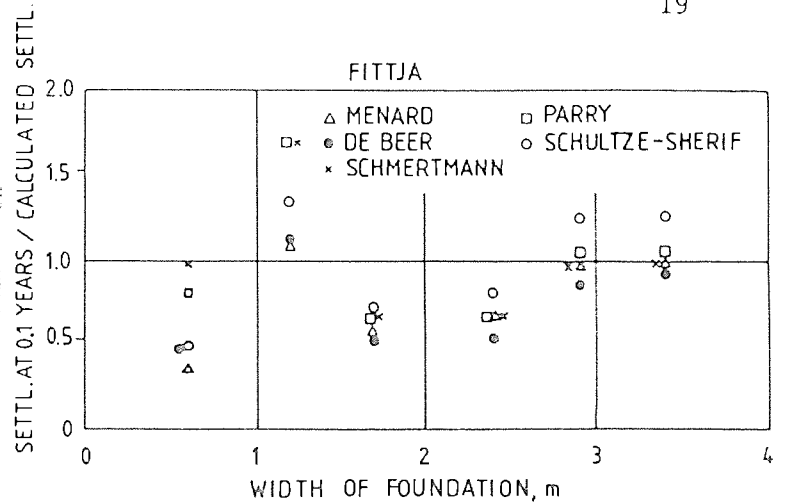 19
SETTL. AT 0.1 YEARS / CALCULATED SETTL.
FITTJA
2.0
1.5
1.0
0.5
0
△ MENARD
□ PARRY
DE BEER
○ SCHULTZE-SHERIF
× SCHMERTMANN
0 1 2 3 4
WIDTH OF FOUNDATION, m